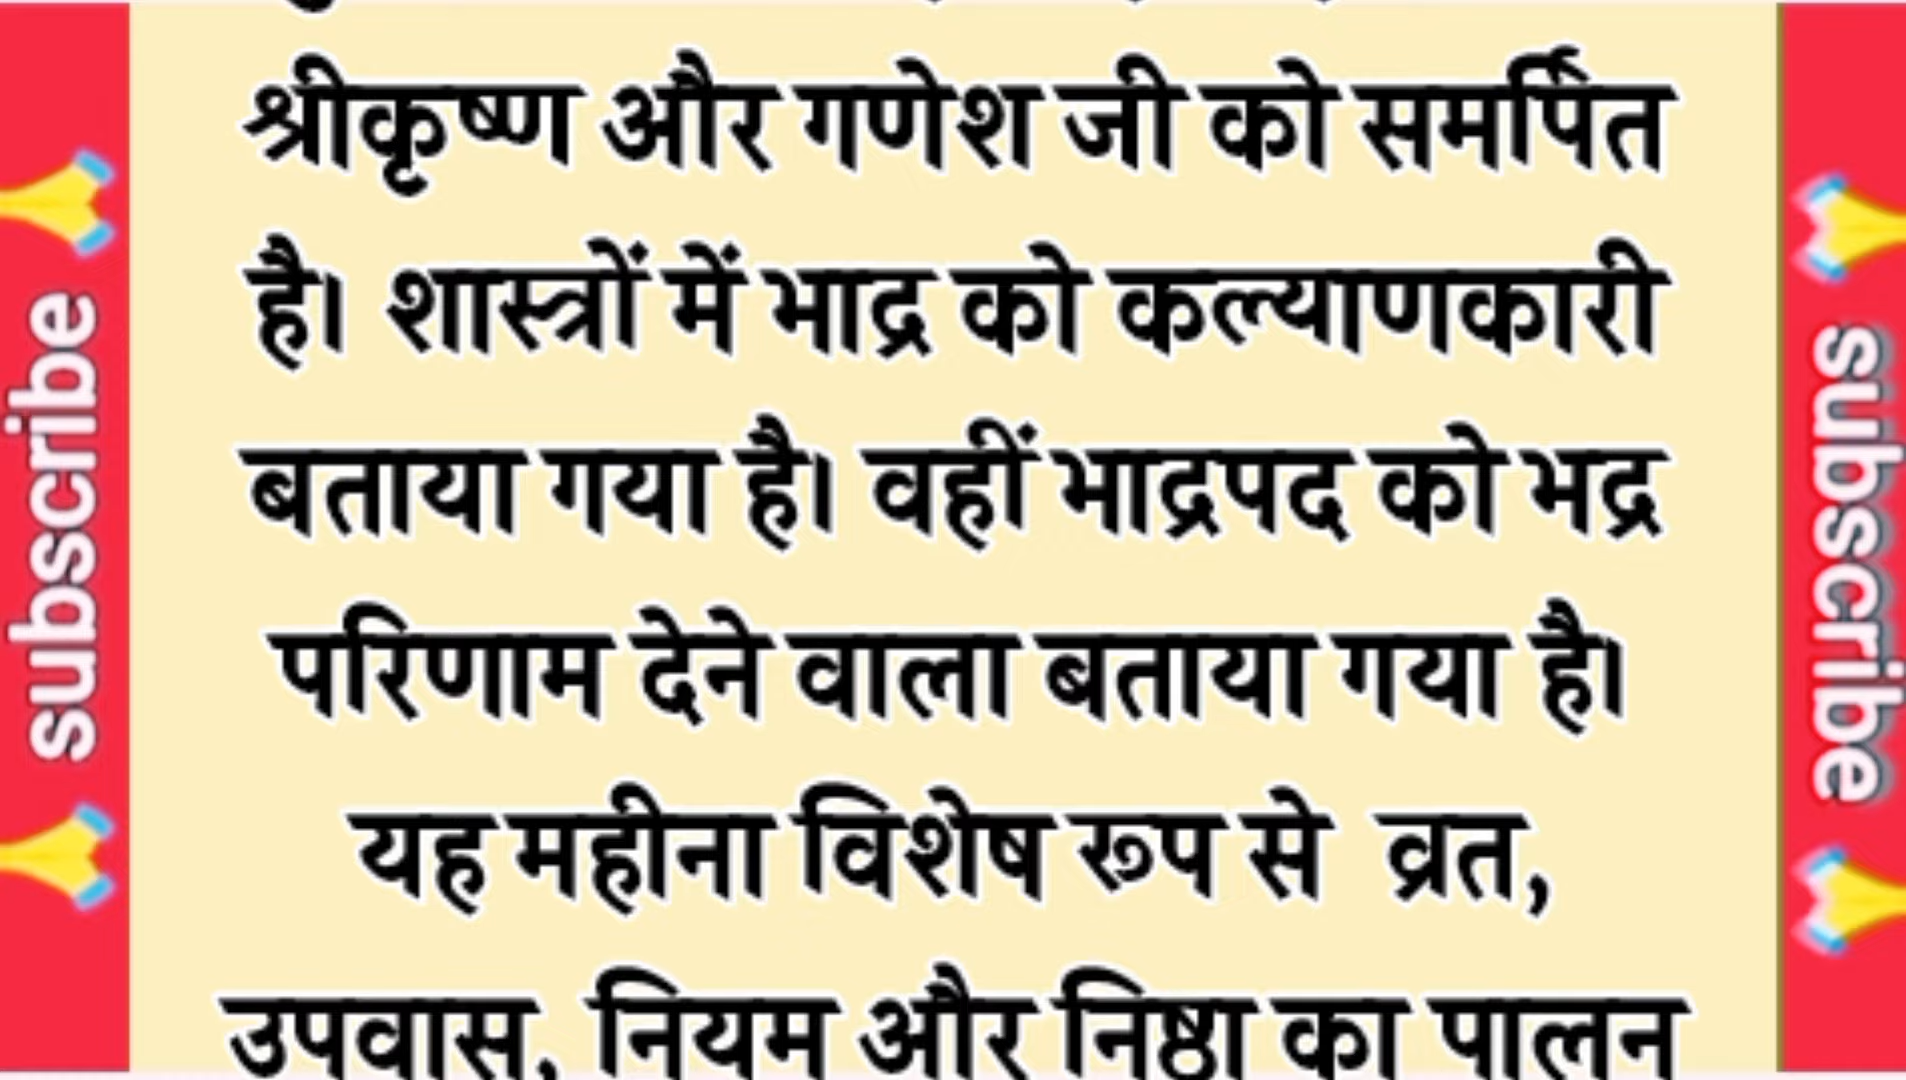 श्रीकृष्ण और गणेश जी को समर्पित
है। शास्त्रों में भाद्र को कल्याणकारी
बताया गया है। वहीं भाद्रपद को भद्र
परिणाम देने वाला बताया गया है।
यह महीना विशेष रूप से व्रत,
उपवास, नियम और निष्ठा का पालन
subscribe
subscribe